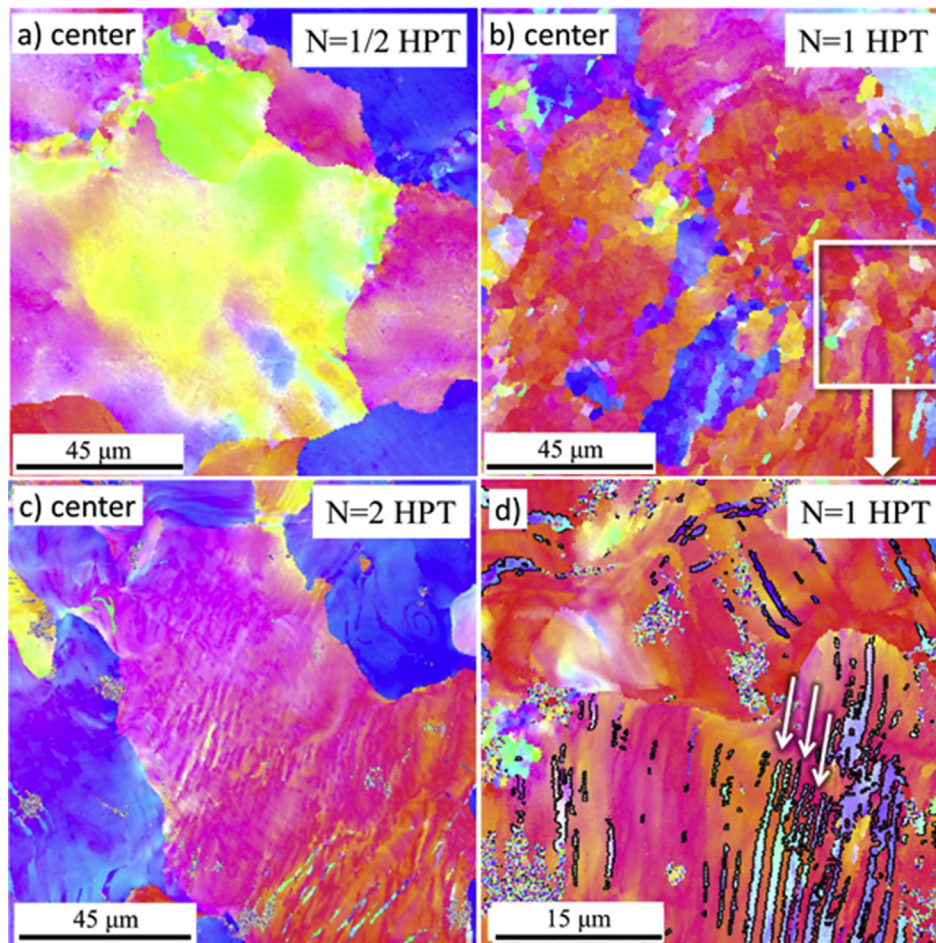 a) center
N=1/2 HPT
45 μm
b) center
N=1 HPT
45 μm
c) center
N=2 HPT
45 μm
d)
N=1 HPT
15 μm